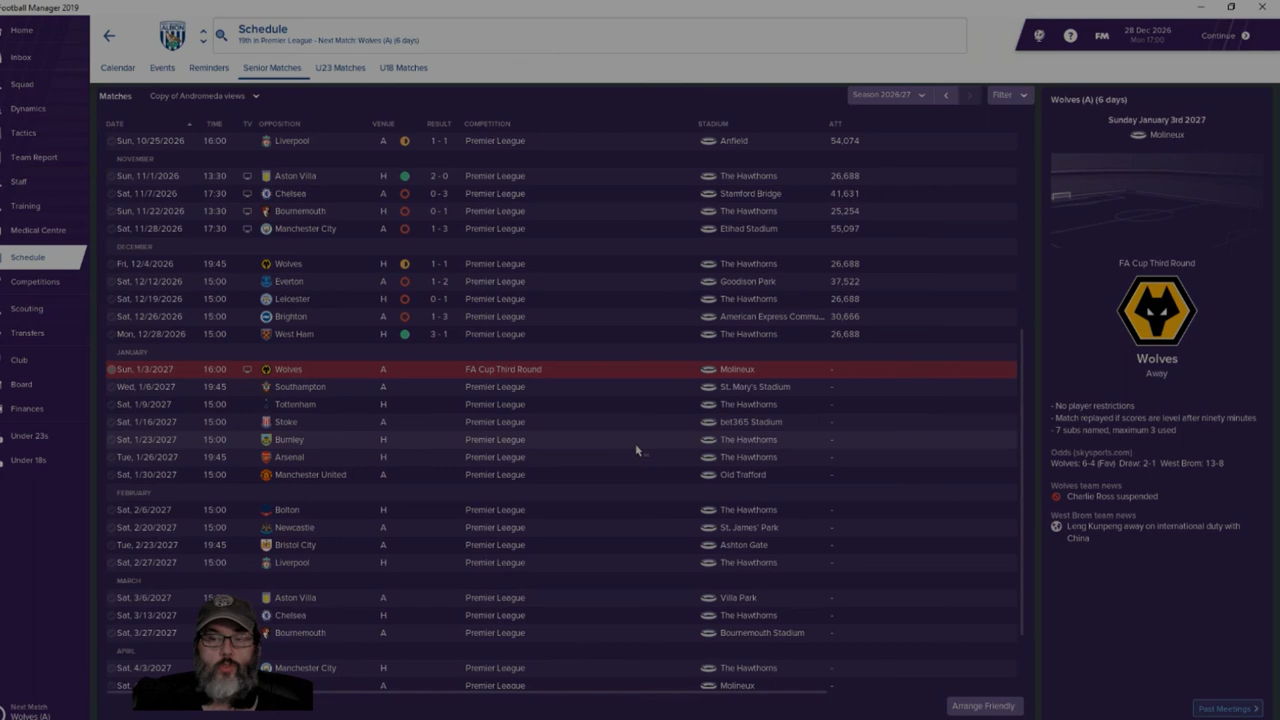 Football Manager 2019
Home
Inbox
Squad
Dynamics
Tactics
Team Report
Staff
Training
Medical Centre
Schedule
Competitions
Scouting
Transfers
Club
Board
Finances
Under 23s
Under 18s
Next Match
Wolves (A)
ALBION
Schedule
19th in Premier League - Next Match: Wolves (A) (6 days)
FM
28 Dec 2026
Mon 17:00
Continue
Calendar Events Reminders Senior Matches U23 Matches U18 Matches
Matches Copy of Andromeda views
Season 2026/27 Filter
DATE TIME TV OPPOSITION VENUE RESULT COMPETITION STADIUM ATT
Sun, 10/25/2026 16:00 Liverpool A 1 - 1 Premier League Anfield 54,074
NOVEMBER
Sun, 11/1/2026 13:30 Aston Villa H 2 - 0 Premier League The Hawthorns 26,688
Sat, 11/7/2026 17:30 Chelsea A 0 - 3 Premier League Stamford Bridge 41,631
Sun, 11/22/2026 13:30 Bournemouth H 0 - 1 Premier League The Hawthorns 25,254
Sat, 11/28/2026 17:30 Manchester City A 1 - 3 Premier League Etihad Stadium 55,097
DECEMBER
Fri, 12/4/2026 19:45 Wolves H 1 - 1 Premier League The Hawthorns 26,688
Sat, 12/12/2026 15:00 Everton A 1 - 2 Premier League Goodison Park 37,522
Sat, 12/19/2026 15:00 Leicester H 0 - 1 Premier League The Hawthorns 26,688
Sat, 12/26/2026 15:00 Brighton A 1 - 3 Premier League American Express Commu... 30,666
Mon, 12/28/2026 15:00 West Ham H 3 - 1 Premier League The Hawthorns 26,688
JANUARY
Sun, 1/3/2027 16:00 Wolves A FA Cup Third Round Molineux -
Wed, 1/6/2027 19:45 Southampton A Premier League St. Mary's Stadium -
Sat, 1/9/2027 15:00 Tottenham H Premier League The Hawthorns -
Sat, 1/16/2027 15:00 Stoke A Premier League bet365 Stadium -
Sat, 1/23/2027 15:00 Burnley H Premier League The Hawthorns -
Tue, 1/26/2027 19:45 Arsenal H Premier League The Hawthorns -
Sat, 1/30/2027 15:00 Manchester United A Premier League Old Trafford -
FEBRUARY
Sat, 2/6/2027 15:00 Bolton H Premier League The Hawthorns -
Sat, 2/20/2027 15:00 Newcastle A Premier League St. James' Park -
Tue, 2/23/2027 19:45 Bristol City A Premier League Ashton Gate -
Sat, 2/27/2027 15:00 Liverpool H Premier League The Hawthorns -
MARCH
Sat, 3/6/2027 Aston Villa A Premier League Villa Park -
Sat, 3/13/2027 Chelsea H Premier League The Hawthorns -
Sat, 3/27/2027 Bournemouth A Premier League Bournemouth Stadium -
APRIL
Sat, 4/3/2027 Manchester City H Premier League The Hawthorns -
Sat, A Premier League Molineux -
Arrange Friendly
Wolves (A) (6 days)
Sunday January 3rd 2027
Molineux
FA Cup Third Round
Wolves
Away
- No player restrictions
- Match replayed if scores are level after ninety minutes
- 7 subs named, maximum 3 used
Odds (skysports.com)
Wolves: 6-4 (Fav) Draw: 2-1 West Brom: 13-8
Wolves team news
Charlie Ross suspended
West Brom team news
Leng Kunpeng away on international duty with
China
Past Meetings